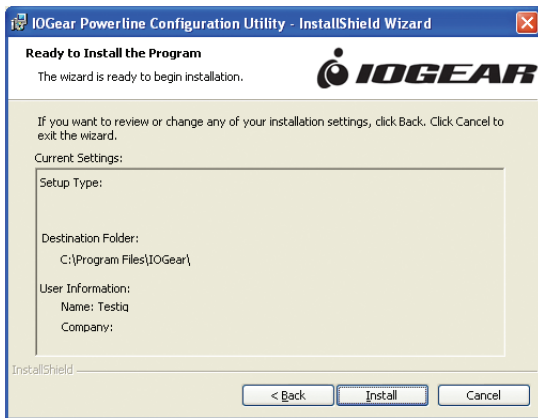 IOGear Powerline Configuration Utility - InstallShield Wizard
Ready to Install the Program
The wizard is ready to begin installation.
IOGEAR
If you want to review or change any of your installation settings, click Back. Click Cancel to
exit the wizard.
Current Settings:
Setup Type:
Destination Folder:
C:\Program Files\IOGear\
User Information:
Name: Testiq
Company:
InstallShield
< Back
Install
Cancel